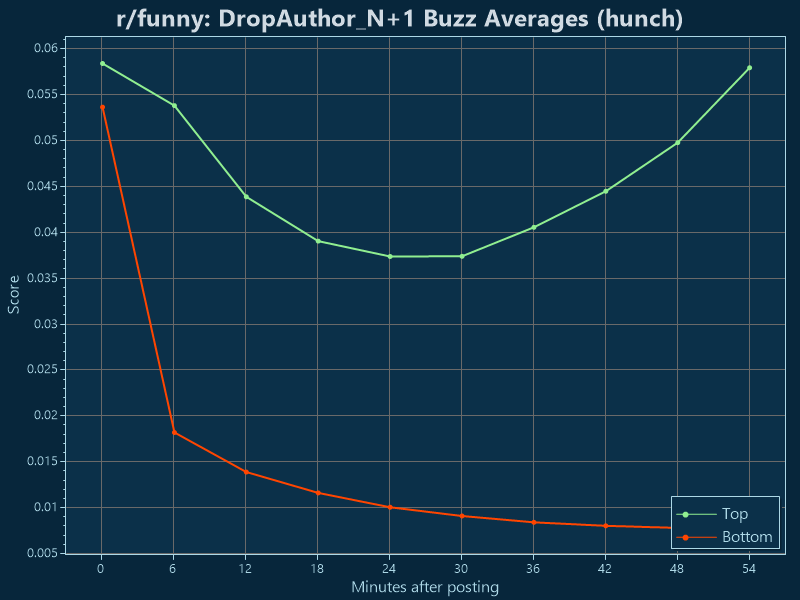 r/funny: DropAuthor_N+1 Buzz Averages (hunch)
0.06
0.055
0.05
0.045
0.04
0.035
0.03
0.025
0.02
0.015
0.01
0.005
Score
0 6 12 18 24 30 36 42 48 54
Minutes after posting
Top
Bottom